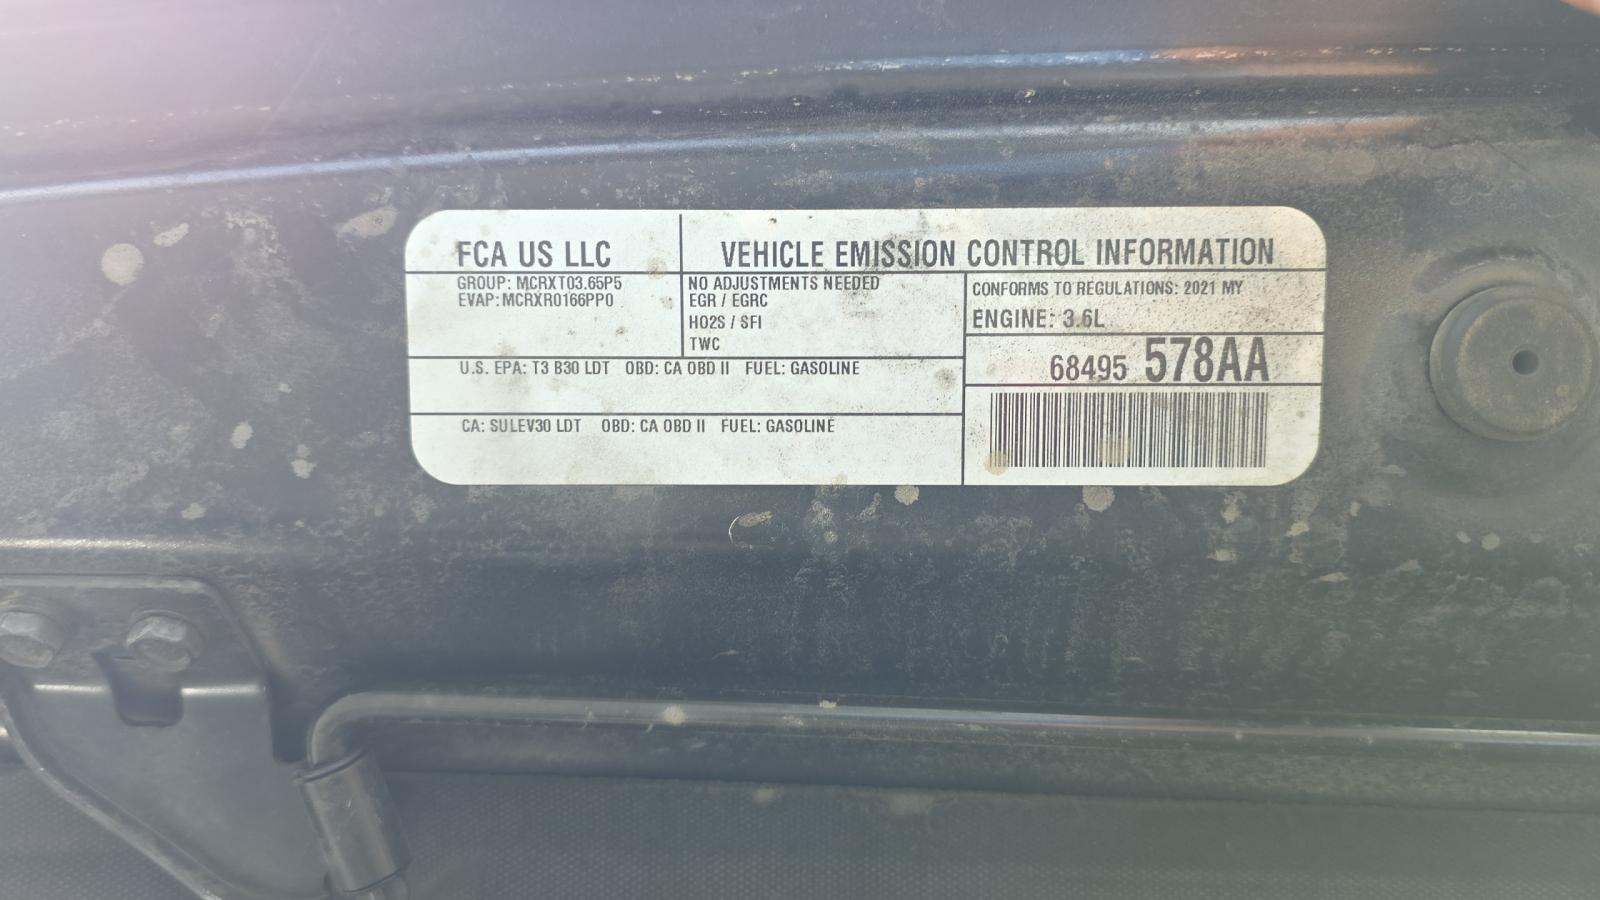 FCA US LLC
VEHICLE EMISSION CONTROL INFORMATION
GROUP: MCRXT03.65P5
EVAP: MCRXR0166PP0
NO ADJUSTMENTS NEEDED
EGR / EGRC
HO2S / SFI
TWC
CONFORMS TO REGULATIONS: 2021 MY
ENGINE: 3.6L
68495 578AA
U.S. EPA: T3 B30 LDT OBD: CA OBD II FUEL: GASOLINE
CA: SULEV30 LDT OBD: CA OBD II FUEL: GASOLINE